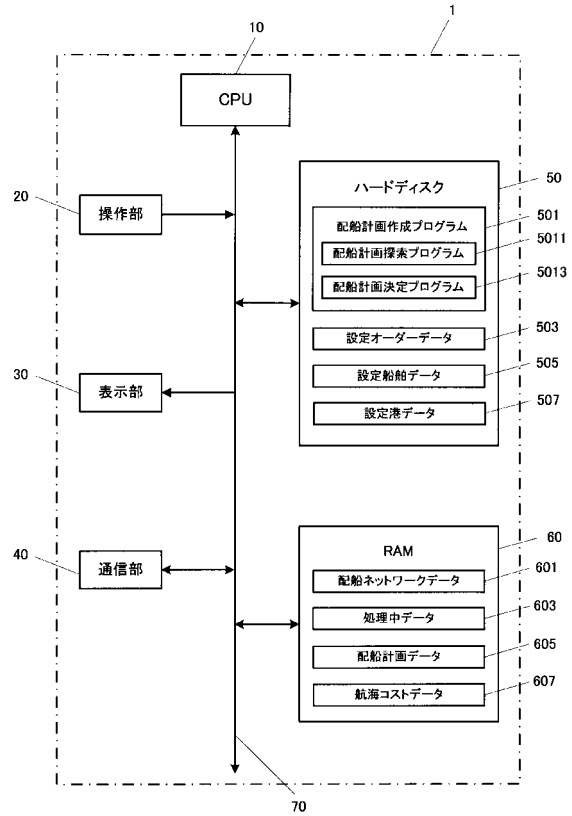 1
10
CPU
20
操作部
30
表示部
40
通信部
50
ハードディスク
501
配船計画作成プログラム
5011
配船計画探索プログラム
5013
配船計画決定プログラム
503
設定オーダーデータ
505
設定船舶データ
507
設定港データ
60
RAM
601
配船ネットワークデータ
603
処理中データ
605
配船計画データ
607
航海コストデータ
70